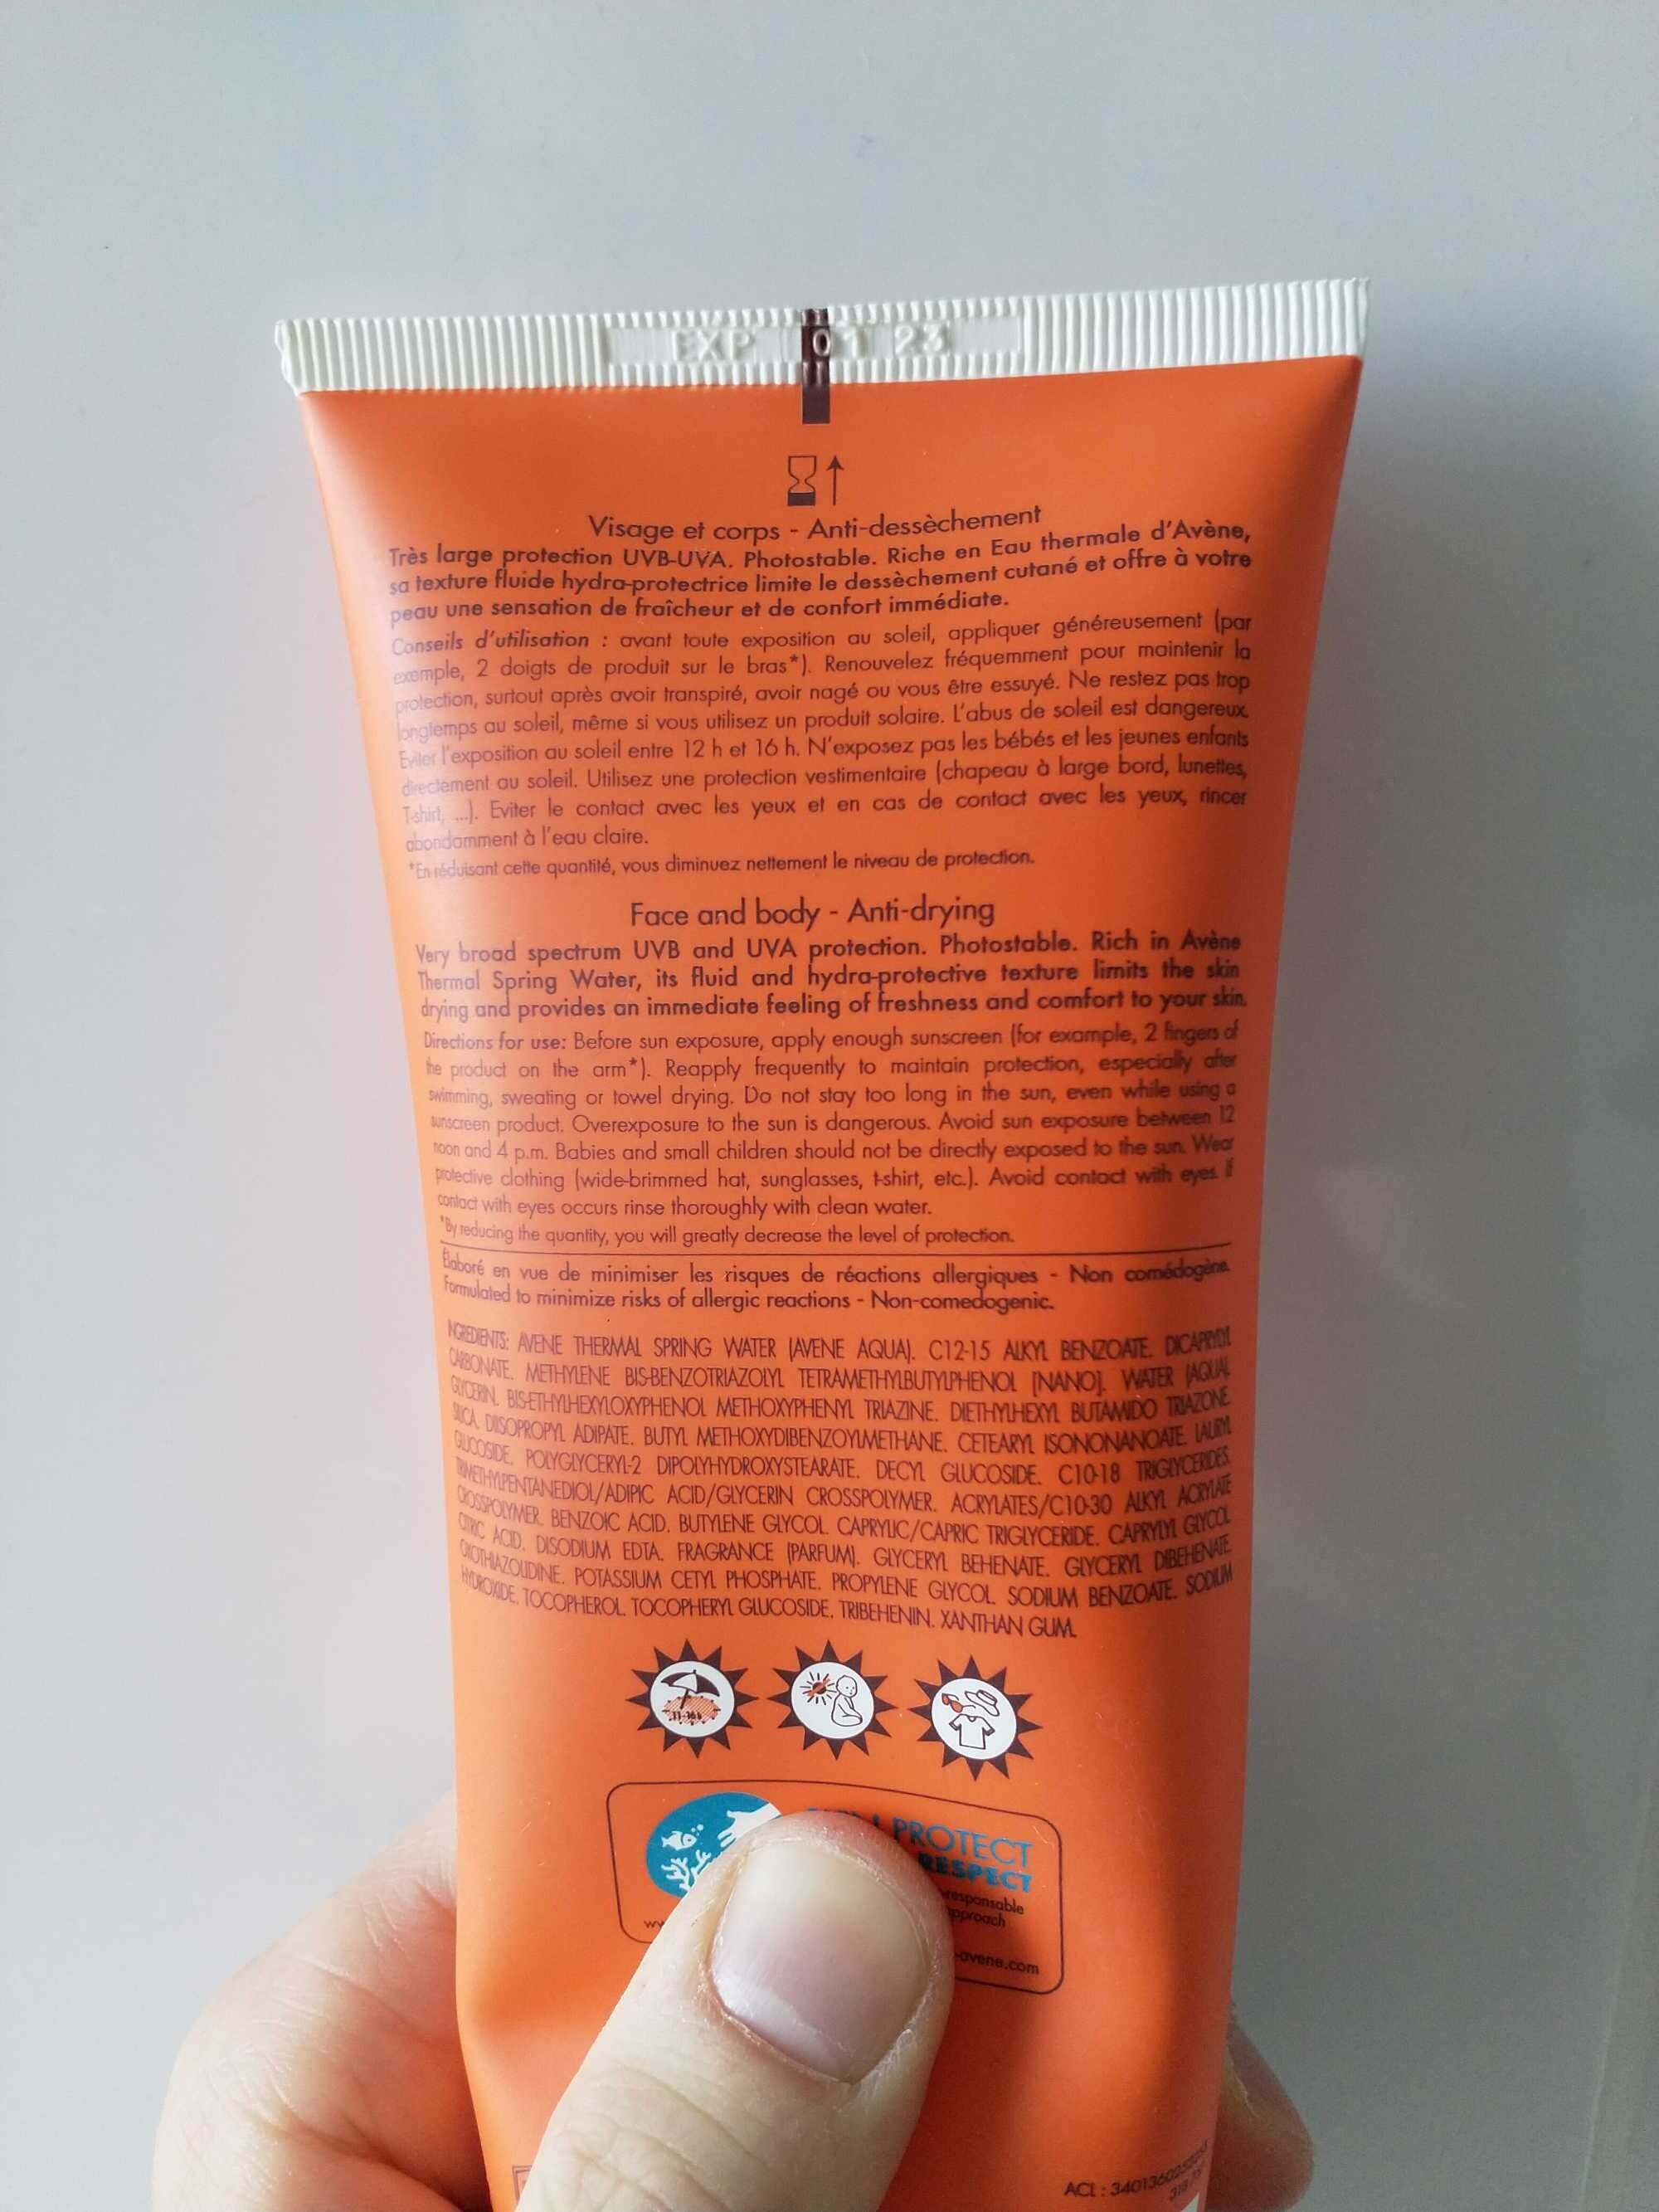 EXP 01 23
Visage et corps - Anti-dessèchement
Très large protection UVB-UVA. Photostable. Riche en Eau thermale d'Avène,
sa texture fluide hydra-protectrice limite le dessèchement cutané et offre à votre
peau une sensation de fraîcheur et de confort immédiate.
Conseils d'utilisation : avant toute exposition au soleil, appliquer généreusement (par
exemple, 2 doigts de produit sur le bras*). Renouvelez fréquemment pour maintenir la
protection, surtout après avoir transpiré, avoir nagé ou vous être essuyé. Ne restez pas trop
longtemps au soleil, même si vous utilisez un produit solaire. L'abus de soleil est dangereux.
Eviter l'exposition au soleil entre 12 h et 16 h. N'exposez pas les bébés et les jeunes enfants
directement au soleil. Utilisez une protection vestimentaire (chapeau à large bord, lunettes,
T-shirt, ...). Eviter le contact avec les yeux et en cas de contact avec les yeux, rincer
abondamment à l'eau claire.
*En réduisant cette quantité, vous diminuez nettement le niveau de protection.
Face and body - Anti-drying
Very broad spectrum UVB and UVA protection. Photostable. Rich in Avène
Thermal Spring Water, its fluid and hydra-protective texture limits the skin
drying and provides an immediate feeling of freshness and comfort to your skin.
Directions for use: Before sun exposure, apply enough sunscreen (for example, 2 fingers of
the product on the arm*). Reapply frequently to maintain protection, especially after
swimming, sweating or towel drying. Do not stay too long in the sun, even while using a
sunscreen product. Overexposure to the sun is dangerous. Avoid sun exposure between 12
noon and 4 p.m. Babies and small children should not be directly exposed to the sun. Wear
protective clothing (wide-brimmed hat, sunglasses, t-shirt, etc.). Avoid contact with eyes. If
contact with eyes occurs rinse thoroughly with clean water.
*By reducing the quantity, you will greatly decrease the level of protection.
Élaboré en vue de minimiser les risques de réactions allergiques - Non comédogène.
Formulated to minimize risks of allergic reactions - Non-comedogenic.
INGREDIENTS: AVENE THERMAL SPRING WATER (AVENE AQUA). C12-15 ALKYL BENZOATE. DICAPRYLYL
CARBONATE. METHYLENE BIS-BENZOTRIAZOLYL TETRAMETHYLBUTYLPHENOL [NANO]. WATER (AQUA).
GLYCERIN. BIS-ETHYLHEXYLOXYPHENOL METHOXYPHENYL TRIAZINE. DIETHYLHEXYL BUTAMIDO TRIAZONE.
SILICA. DIISOPROPYL ADIPATE. BUTYL METHOXYDIBENZOYLMETHANE. CETEARYL ISONONANOATE. LAURYL
GLUCOSIDE. POLYGLYCERYL-2 DIPOLYHYDROXYSTEARATE. DECYL GLUCOSIDE. C10-18 TRIGLYCERIDES.
TRIMETHYLPENTANEDIOL/ADIPIC ACID/GLYCERIN CROSSPOLYMER. ACRYLATES/C10-30 ALKYL ACRYLATE
CROSSPOLYMER. BENZOIC ACID. BUTYLENE GLYCOL. CAPRYLIC/CAPRIC TRIGLYCERIDE. CAPRYLYL GLYCOL.
CITRIC ACID. DISODIUM EDTA. FRAGRANCE (PARFUM). GLYCERYL BEHENATE. GLYCERYL DIBEHENATE.
OXOTHIAZOLIDINE. POTASSIUM CETYL PHOSPHATE. PROPYLENE GLYCOL. SODIUM BENZOATE. SODIUM
HYDROXIDE. TOCOPHEROL. TOCOPHERYL GLUCOSIDE. TRIBEHENIN. XANTHAN GUM.
PROTECT
RESPECT
responsable
approach
-avene.com
ACL :